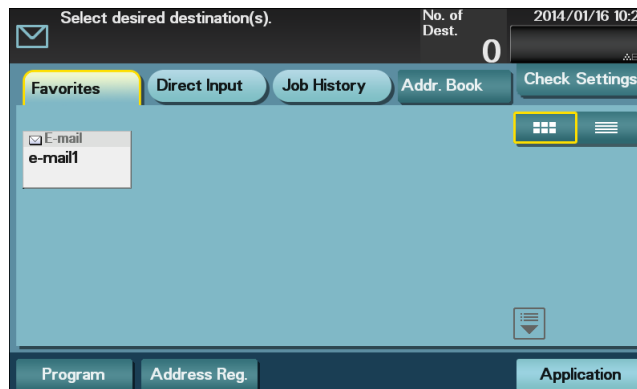 Select desired destination(s).
No. of
Dest.
0
2014/01/16 10:2
Favorites
Direct Input
Job History
Addr. Book
Check Settings
E-mail
e-mail1
Program
Address Reg.
Application